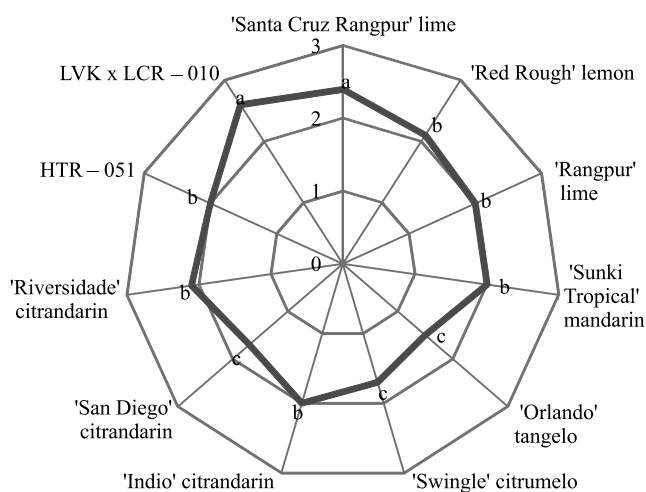 'Santa Cruz Rangpur' lime
3
LVK x LCR – 010
'Red Rough' lemon
a
a
2
b
HTR – 051
'Rangpur'
lime
b
1
b
0
'Sunki
Tropical'
mandarin
'Riversidade'
citrandarin
b
b
c
c
'San Diego'
citrandarin
b
c
'Orlando'
tangelo
'Indio' citrandarin
'Swingle' citrumelo